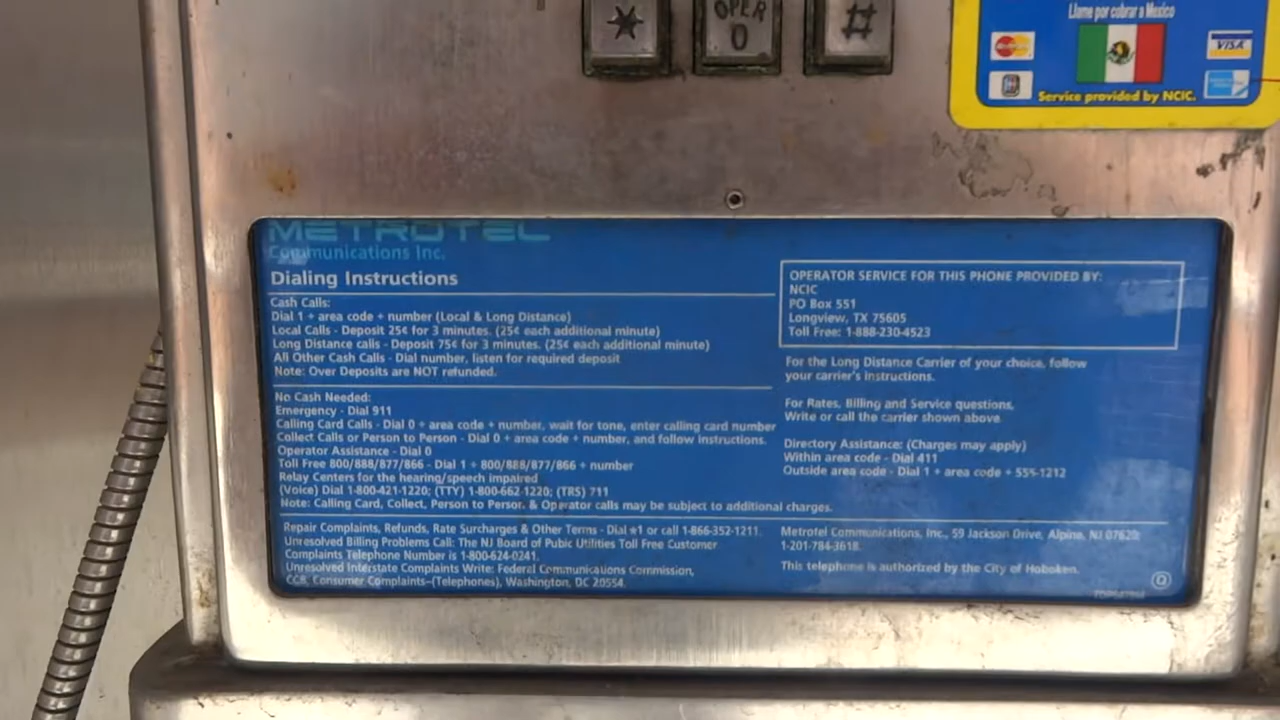 *
OPER
0
#
Llame por cobrar a Mexico
MasterCard
VISA
Service provided by NCIC.
METROTEL
Communications Inc.
Dialing Instructions
Cash Calls:
Dial 1 + area code + number (Local & Long Distance)
Local Calls - Deposit 25¢ for 3 minutes. (25¢ each additional minute)
Long Distance calls - Deposit 75¢ for 3 minutes. (25¢ each additional minute)
All Other Cash Calls - Dial number, listen for required deposit
Note: Over Deposits are NOT refunded.
No Cash Needed:
Emergency - Dial 911
Calling Card Calls - Dial 0 + area code + number, wait for tone, enter calling card number
Collect Calls or Person to Person - Dial 0 + area code + number, and follow instructions.
Operator Assistance - Dial 0
Toll Free 800/888/877/866 - Dial 1 + 800/888/877/866 + number
Relay Centers for the hearing/speech impaired
(Voice) Dial 1-800-421-1220; (TTY) 1-800-662-1220; (TRS) 711
Note: Calling Card, Collect, Person to Person & Operator calls may be subject to additional charges.
OPERATOR SERVICE FOR THIS PHONE PROVIDED BY:
NCIC
PO Box 551
Longview, TX 75605
Toll Free: 1-888-230-4523
For the Long Distance Carrier of your choice, follow
your carrier's instructions.
For Rates, Billing and Service questions,
Write or call the carrier shown above
Directory Assistance: (Charges may apply)
Within area code - Dial 411
Outside area code - Dial 1 + area code + 555-1212
Repair Complaints, Refunds, Rate Surcharges & Other Terms - Dial *1 or call 1-866-352-1211.
Unresolved Billing Problems Call: The NJ Board of Pubic Utilities Toll Free Customer
Complaints Telephone Number is 1-800-624-0241.
Unresolved Interstate Complaints Write: Federal Communications Commission,
CCB, Consumer Complaints-(Telephones), Washington, DC 20554.
Metrotel Communications, Inc., 59 Jackson Drive, Alpine, NJ 07620;
1-201-784-3618.
This telephone is authorized by the City of Hoboken.